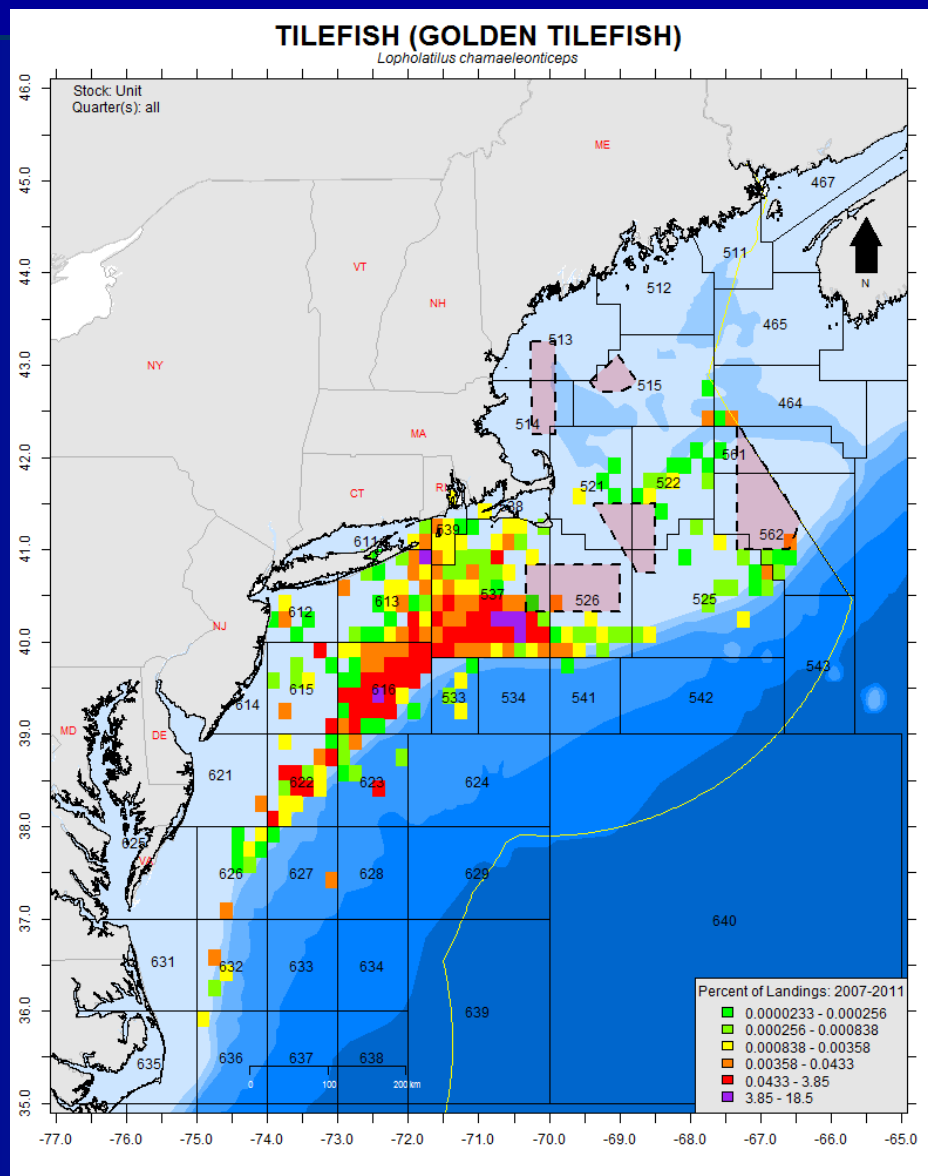 TILEFISH (GOLDEN TILEFISH)
Lopholatilus chamaeleonticeps
Stock: Unit
Quarter(s): all
46.0
45.0
44.0
43.0
42.0
41.0
40.0
39.0
38.0
37.0
36.0
35.0
ME
467
511
VT
512
N
NH
465
513
NY
515
464
514
MA
561
CT
RI
521
522
38
539
562
611
537
613
526
525
612
NJ
543
616
615
533
534
541
542
614
MD
DE
621
622
623
624
625
VA
626
627
628
629
640
631
632
633
634
639
635
636
637
638
0 100 200 km
Percent of Landings: 2007-2011
0.0000233 - 0.000256
0.000256 - 0.000838
0.000838 - 0.00358
0.00358 - 0.0433
0.0433 - 3.85
3.85 - 18.5
-77.0 -76.0 -75.0 -74.0 -73.0 -72.0 -71.0 -70.0 -69.0 -68.0 -67.0 -66.0 -65.0